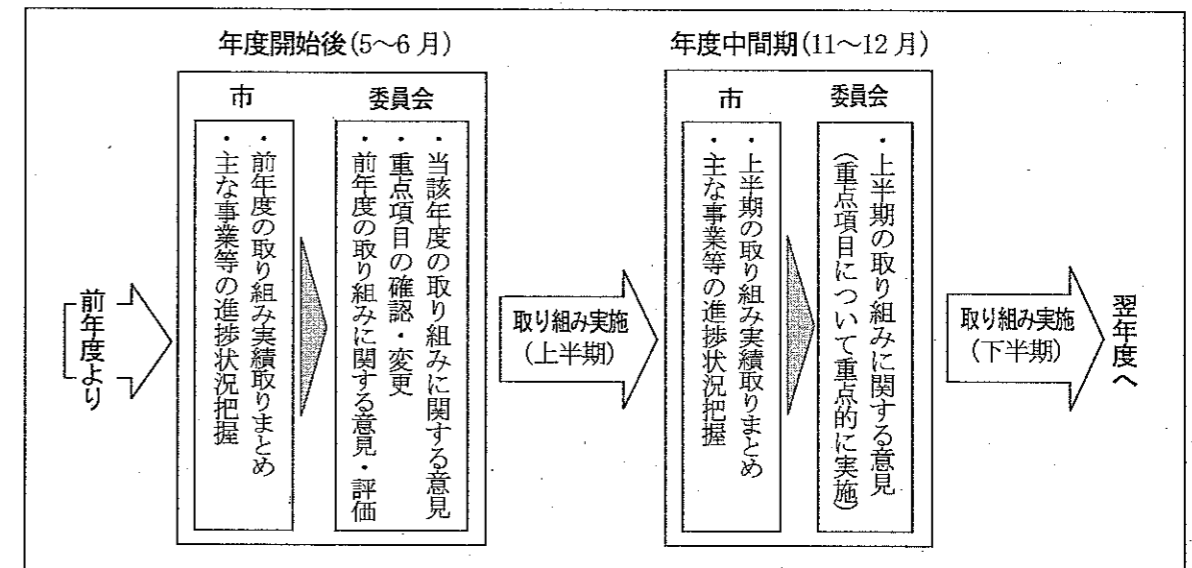 年度開始後(5〜6月)
年度中間期(11〜12月)
前年度より
市
・前年度の取り組み実績取りまとめ
・主な事業等の進捗状況把握
委員会
・当該年度の取り組みに関する意見
・重点項目の確認・変更
・前年度の取り組みに関する意見・評価
取り組み実施
(上半期)
市
・上半期の取り組み実績取りまとめ
・主な事業等の進捗状況把握
委員会
・上半期の取り組みに関する意見
(重点項目について重点的に実施)
取り組み実施
(下半期)
翌年度へ